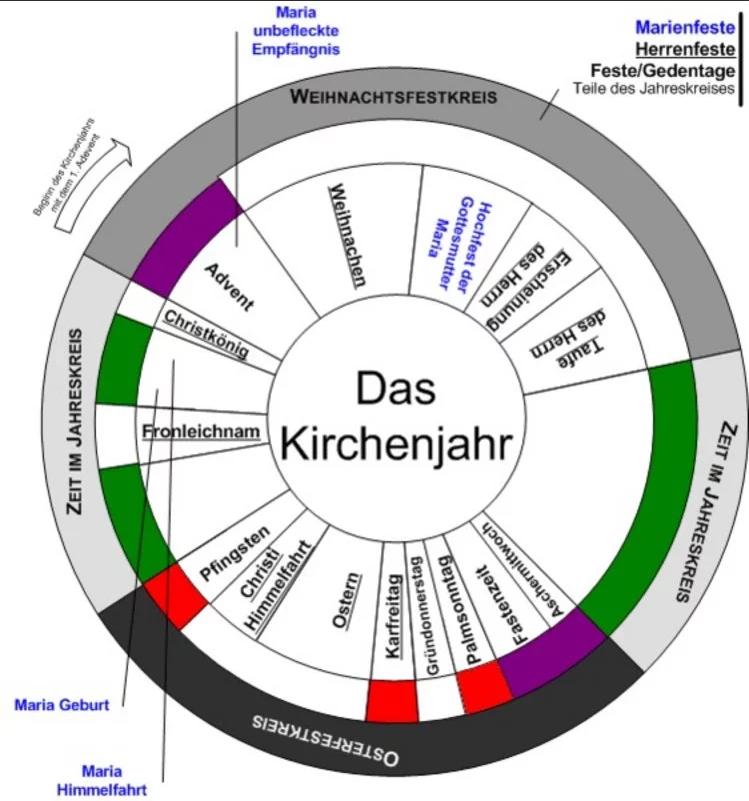 Maria
unbefleckte
Empfängnis
Marienfeste
Herrenfeste
Feste/Gedentage
Teile des Jahreskreises
WEIHNACHTSFESTKREIS
Beginn des Kirchenjahrs
mit dem 1. Adevent
Weihnachen
Hochfest der
Gottesmutter
Maria
Erscheinung
des Herrn
Taufe
des Herrn
Advent
Christkönig
Das
Kirchenjahr
ZEIT IM JAHRESKREIS
Fronleichnam
ZEIT IM JAHRESKREIS
Pfingsten
Christi
Himmelfahrt
Ostern
Karfreitag
Gründonnerstag
Palmsonntag
Fastenzeit
Aschermittwoch
OSTERFESTKREIS
Maria Geburt
Maria
Himmelfahrt